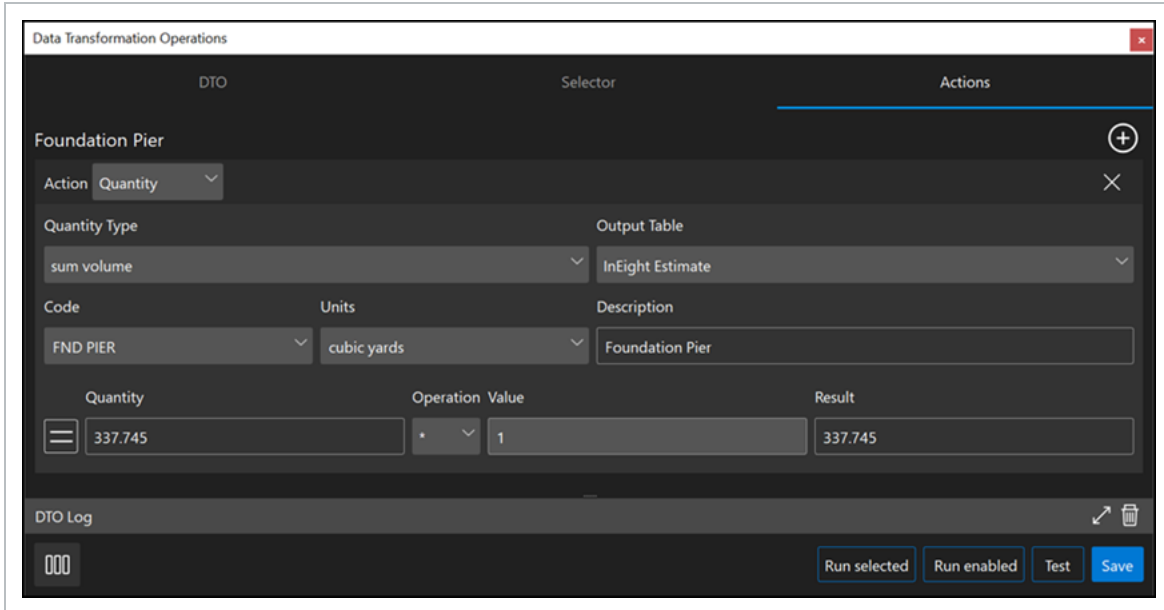 Data Transformation Operations
DTO Selector Actions
Foundation Pier
Action Quantity
Quantity Type Output Table
sum volume InEight Estimate
Code Units Description
FND PIER cubic yards Foundation Pier
Quantity Operation Value Result
337.745 * 1 337.745
DTO Log
Run selected Run enabled Test Save